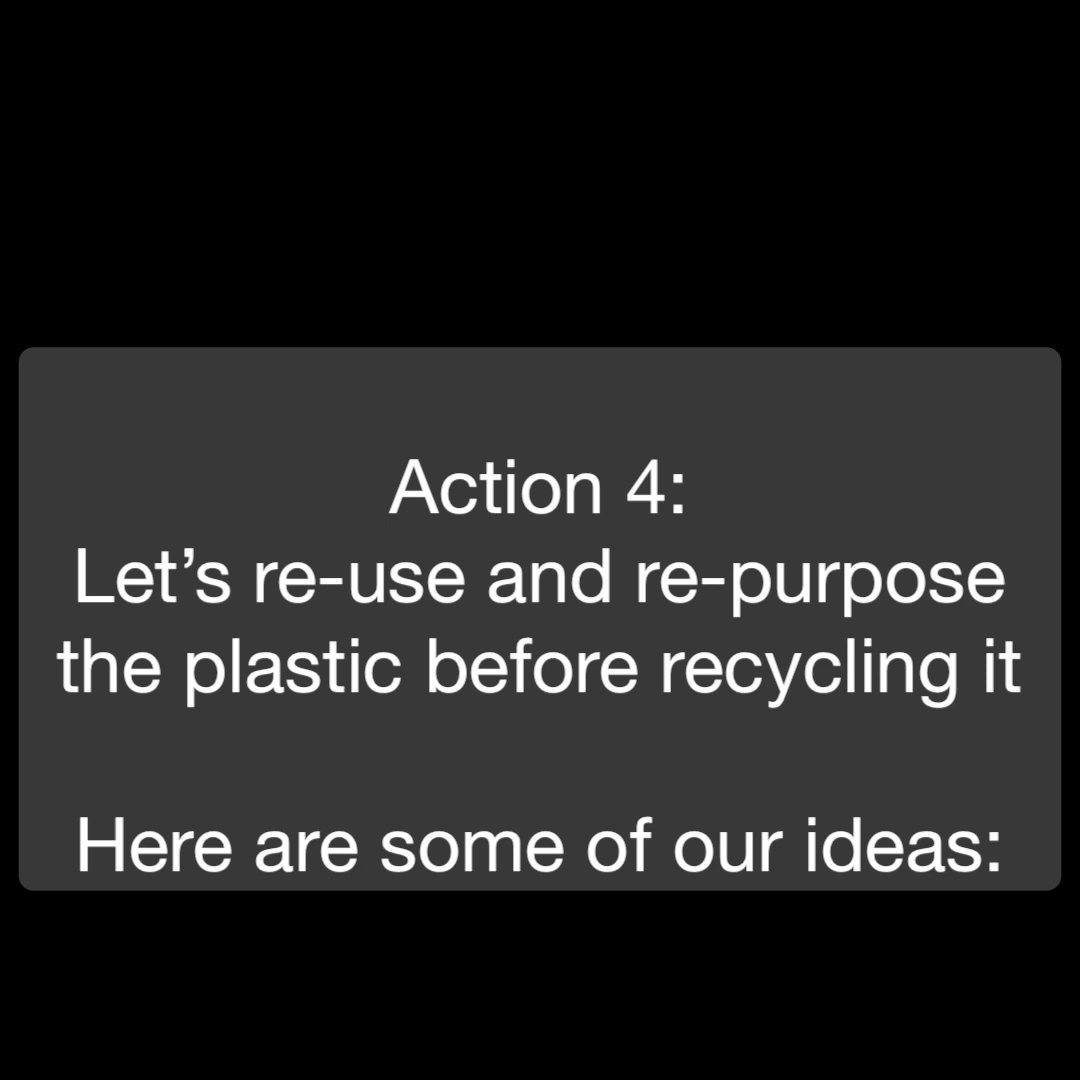 Action 4:
Let’s re-use and re-purpose
the plastic before recycling it
Here are some of our ideas: